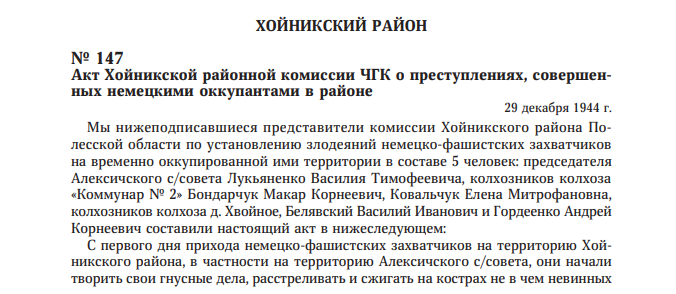 ХОЙНИКСКИЙ РАЙОН
№ 147
Акт Хойникской районной комиссии ЧГК о преступлениях, совершен-
ных немецкими оккупантами в районе
29 декабря 1944 г.
Мы нижеподписавшиеся представители комиссии Хойникского района По-
лесской области по установлению злодеяний немецко-фашистских захватчиков
на временно оккупированной ими территории в составе 5 человек: председателя
Алексичского с/совета Лукьяненко Василия Тимофеевича, колхозников колхоза
«Коммунар № 2» Бондарчук Макар Корнеевич, Ковальчук Елена Митрофановна,
колхозников колхоза д. Хвойное, Белявский Василий Иванович и Гордеенко Андрей
Корнеевич составили настоящий акт в нижеследующем:
С первого дня прихода немецко-фашистских захватчиков на территорию Хой-
никского района, в частности на территорию Алексичского с/совета, они начали
творить свои гнусные дела, расстреливать и сжигать на кострах не в чем невинных